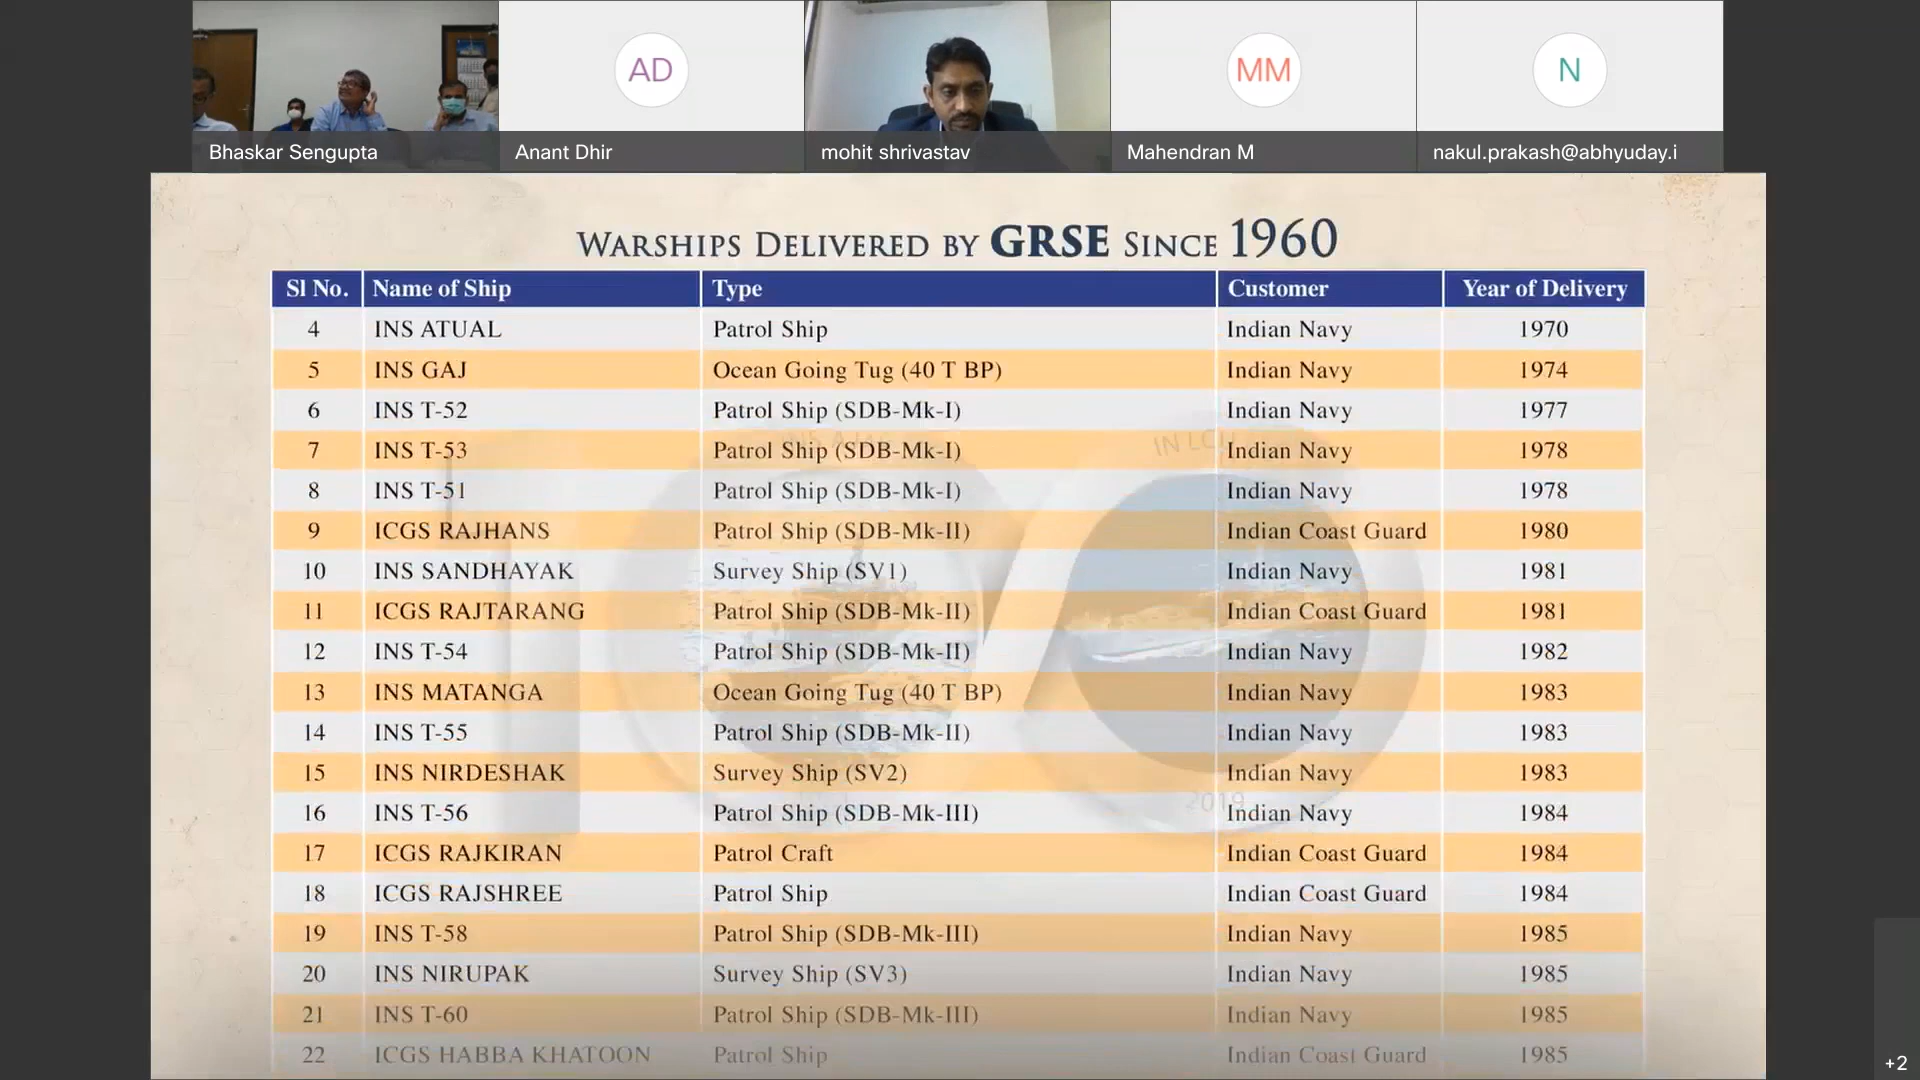 AD
MM
N
Bhaskar Sengupta
Anant Dhir
mohit shrivastav
Mahendran M
nakul.prakash@abhyuday.i
WARSHIPS DELIVERED BY GRSE SINCE 1960
Sl No. Name of Ship Type Customer Year of Delivery
4 INS ATUAL Patrol Ship Indian Navy 1970
5 INS GAJ Ocean Going Tug (40 T BP) Indian Navy 1974
6 INS T-52 Patrol Ship (SDB-Mk-I) Indian Navy 1977
7 INS T-53 Patrol Ship (SDB-Mk-I) Indian Navy 1978
8 INS T-51 Patrol Ship (SDB-Mk-I) Indian Navy 1978
9 ICGS RAJHANS Patrol Ship (SDB-Mk-II) Indian Coast Guard 1980
10 INS SANDHAYAK Survey Ship (SV1) Indian Navy 1981
11 ICGS RAJTARANG Patrol Ship (SDB-Mk-II) Indian Coast Guard 1981
12 INS T-54 Patrol Ship (SDB-Mk-II) Indian Navy 1982
13 INS MATANGA Ocean Going Tug (40 T BP) Indian Navy 1983
14 INS T-55 Patrol Ship (SDB-Mk-II) Indian Navy 1983
15 INS NIRDESHAK Survey Ship (SV2) Indian Navy 1983
2019
16 INS T-56 Patrol Ship (SDB-Mk-III) Indian Navy 1984
17 ICGS RAJKIRAN Patrol Craft Indian Coast Guard 1984
18 ICGS RAJSHREE Patrol Ship Indian Coast Guard 1984
19 INS T-58 Patrol Ship (SDB-Mk-III) Indian Navy 1985
20 INS NIRUPAK Survey Ship (SV3) Indian Navy 1985
21 INS T-60 Patrol Ship (SDB-Mk-III) Indian Navy 1985
22 ICGS HABBA KHATOON Patrol Ship Indian Coast Guard 1985
+2